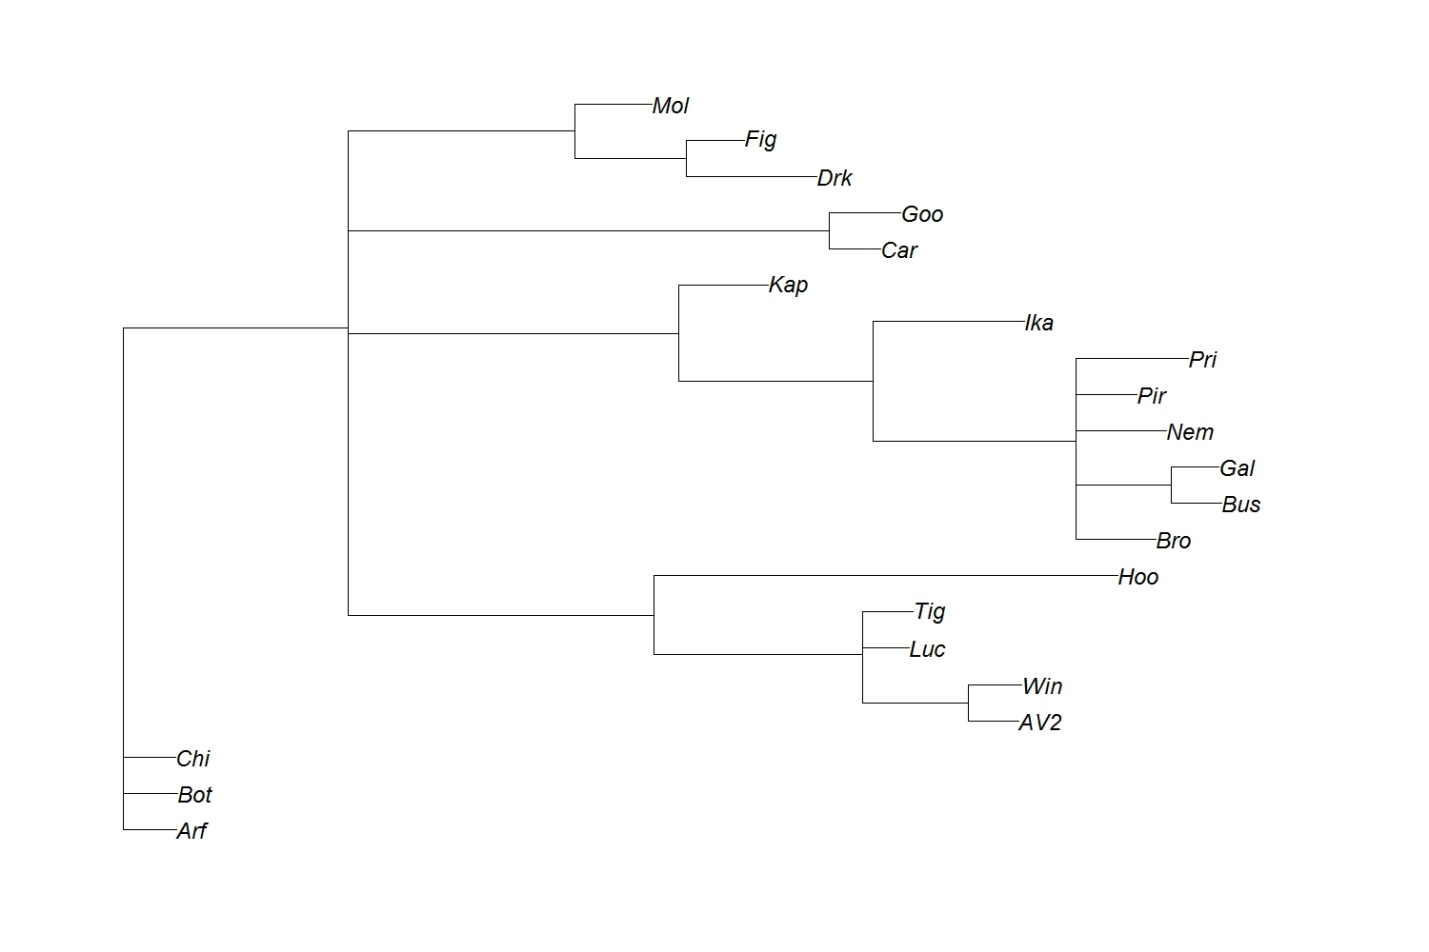 Mol
Fig
Drk
Goo
Car
Kap
Ika
Pri
Pir
Nem
Gal
Bus
Bro
Hoo
Tig
Luc
Win
AV2
Chi
Bot
Arf